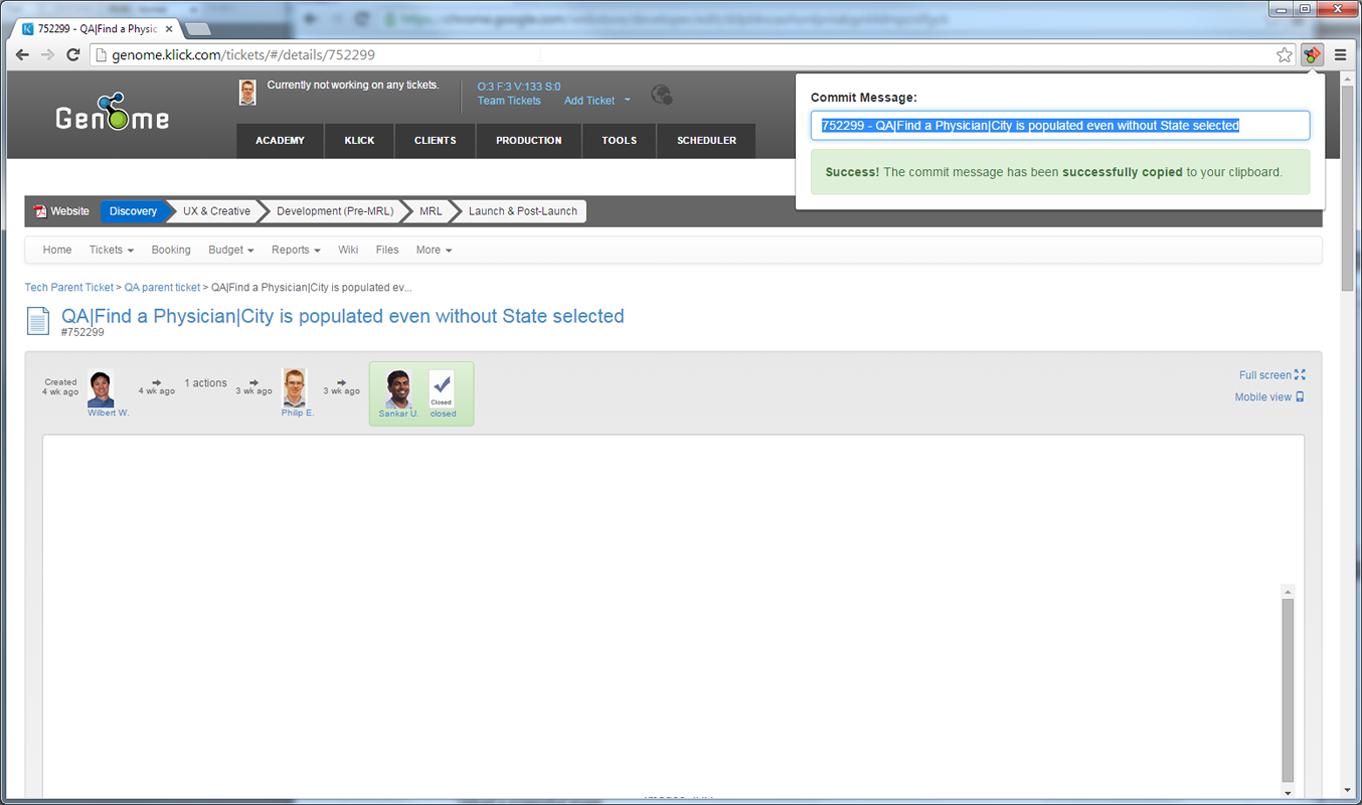 752299 - QA|Find a Physic
genome.klick.com/tickets/#/details/752299
Genome
Currently not working on any tickets.
O:3 F:3 V:133 S:0
Team Tickets Add Ticket
ACADEMY KLICK CLIENTS PRODUCTION TOOLS SCHEDULER
Commit Message:
752299 - QA|Find a Physician|City is populated even without State selected
Success! The commit message has been successfully copied to your clipboard.
Website Discovery UX & Creative Development (Pre-MRL) MRL Launch & Post-Launch
Home Tickets Booking Budget Reports Wiki Files More
Tech Parent Ticket > QA parent ticket > QA|Find a Physician|City is populated ev...
QA|Find a Physician|City is populated even without State selected
#752299
Created
4 wk ago
Wilbert W.
4 wk ago
1 actions
3 wk ago
Philip E.
3 wk ago
Sankar U.
Closed
closed
Full screen
Mobile view